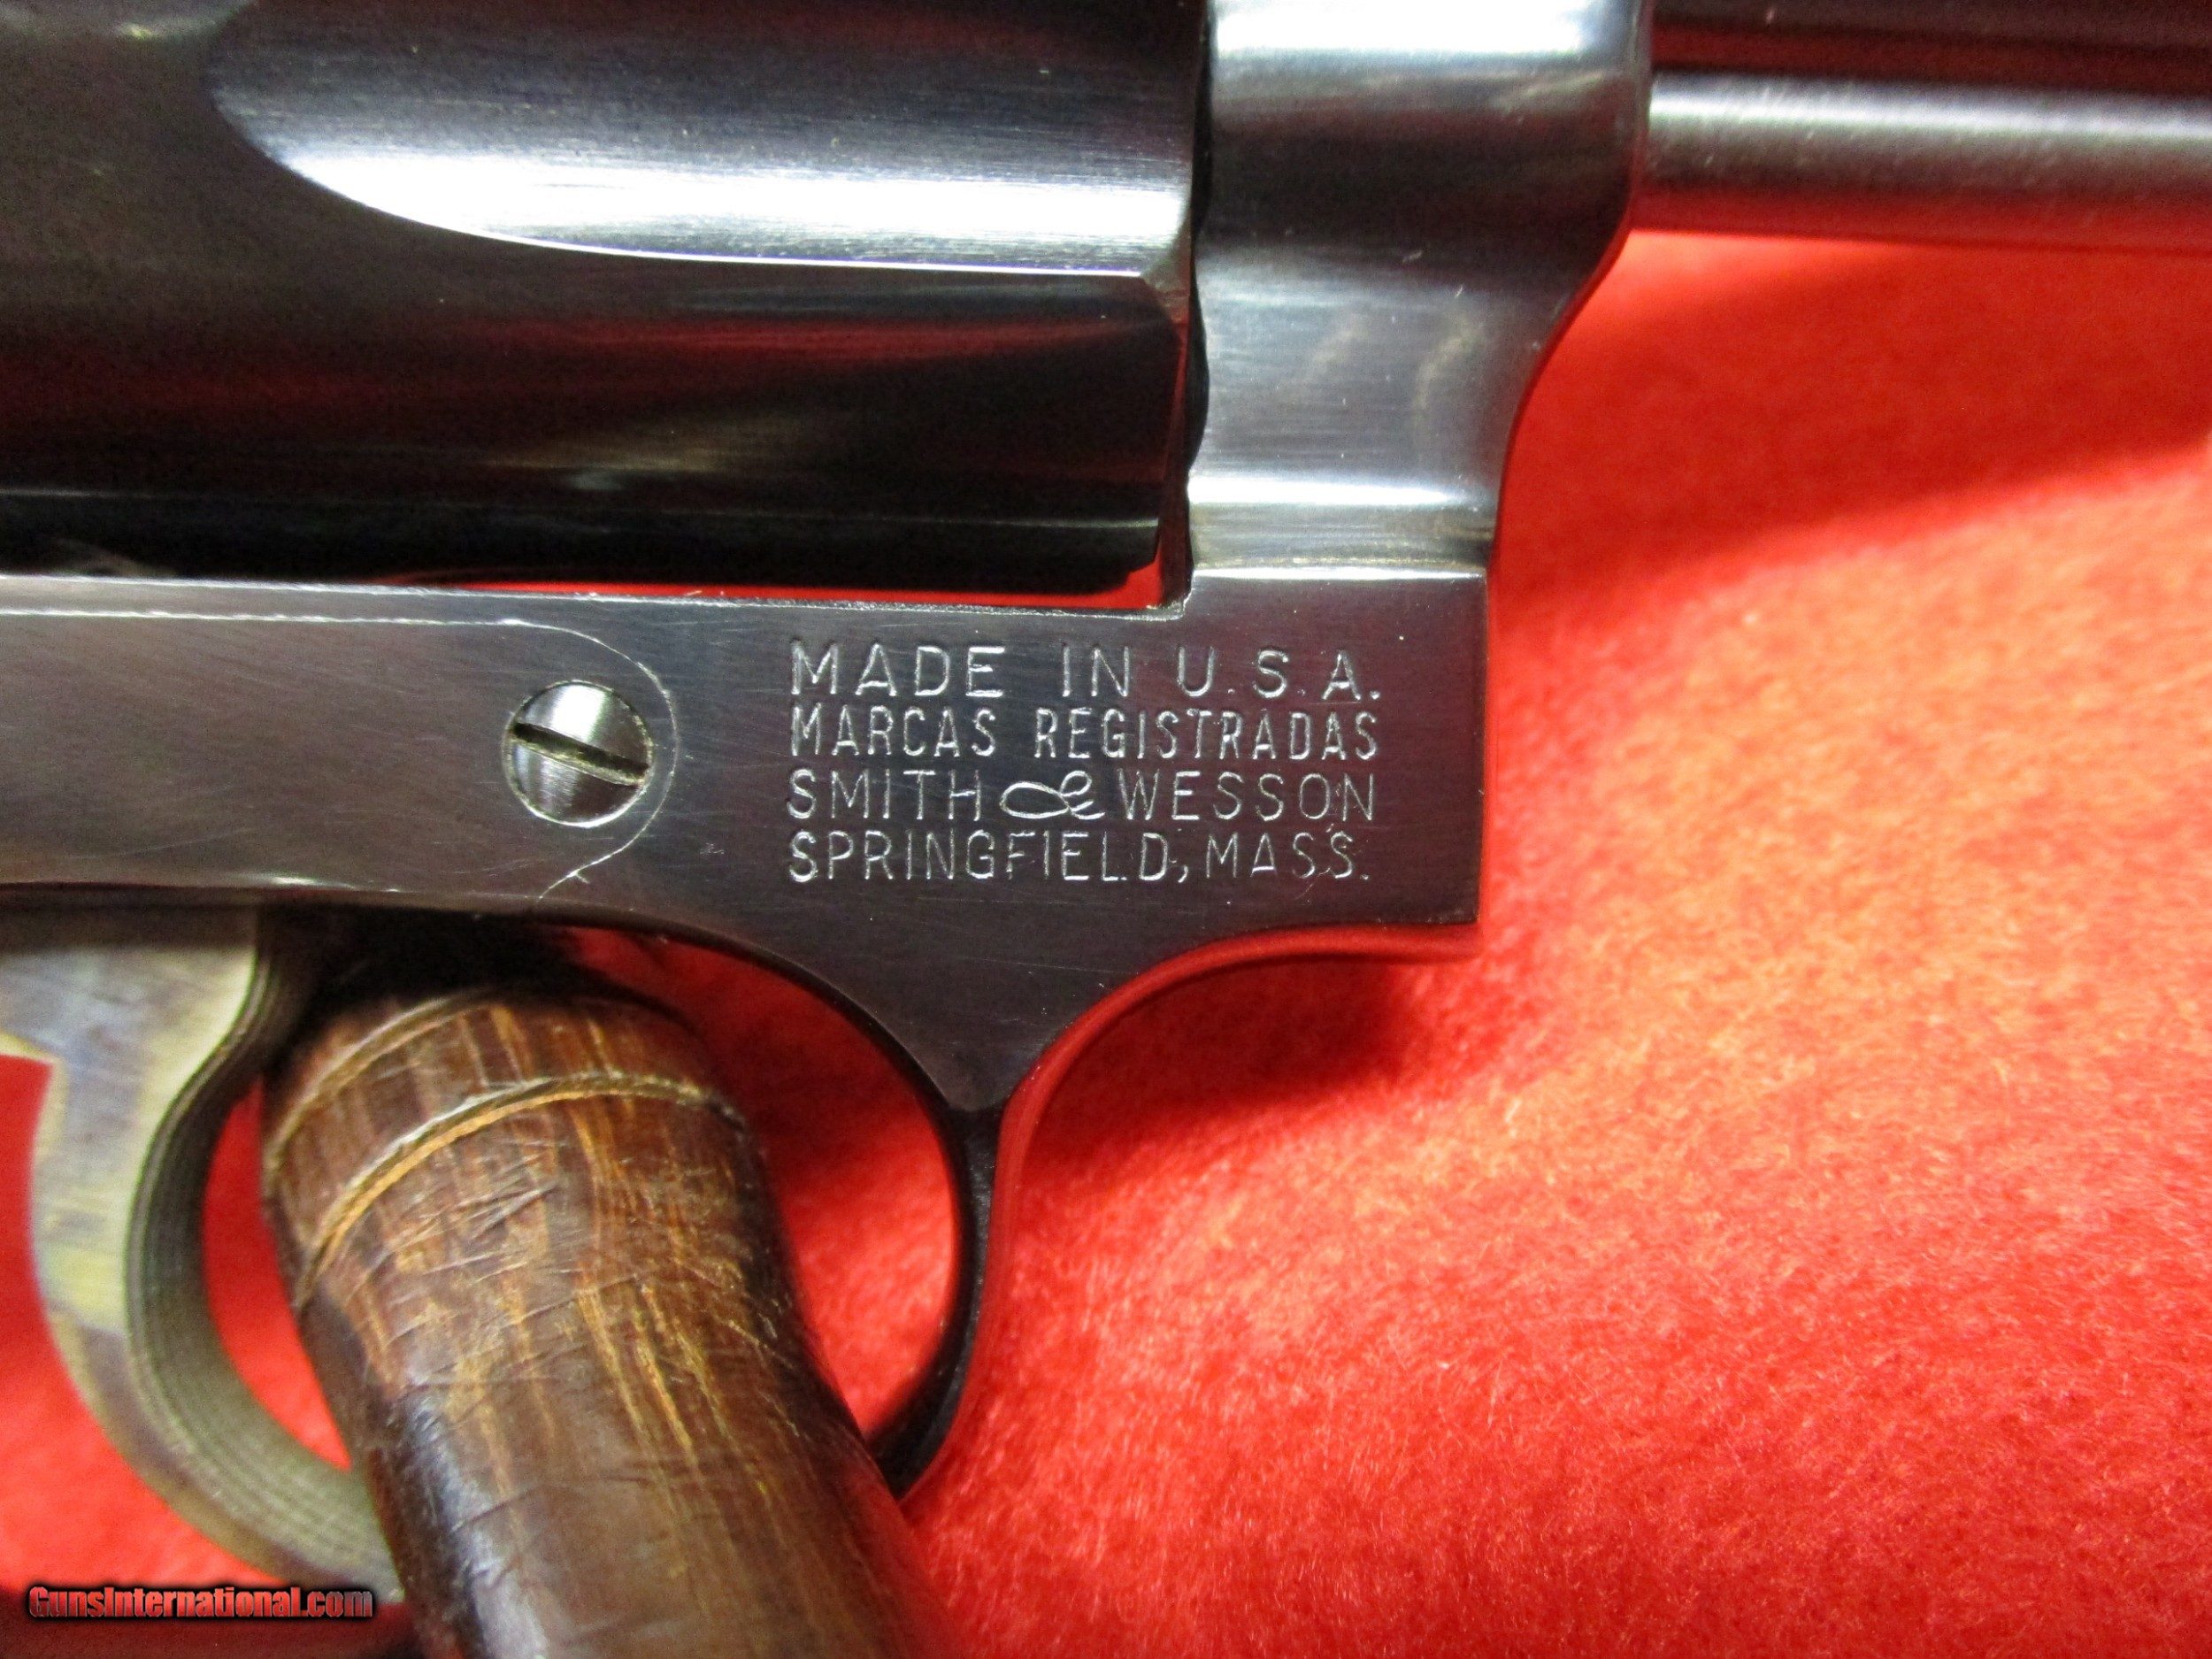 MADE IN U.S.A.
MARCAS REGISTRADAS
SMITH & WESSON
SPRINGFIELD, MASS.
GunsInternational.com